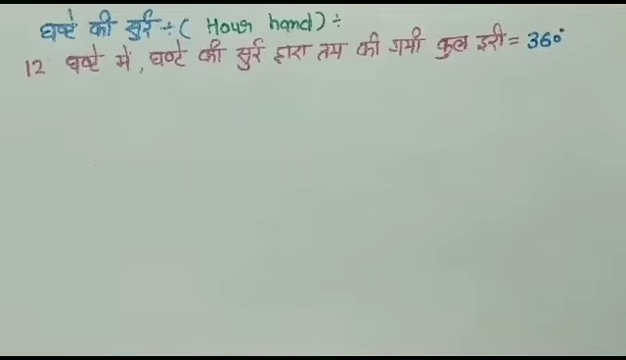 घण्टे की सुई ÷ ( Hour hand) ÷
12 घण्टे में, घण्टे की सुई द्वारा तय की गयी कुल दूरी = 360°